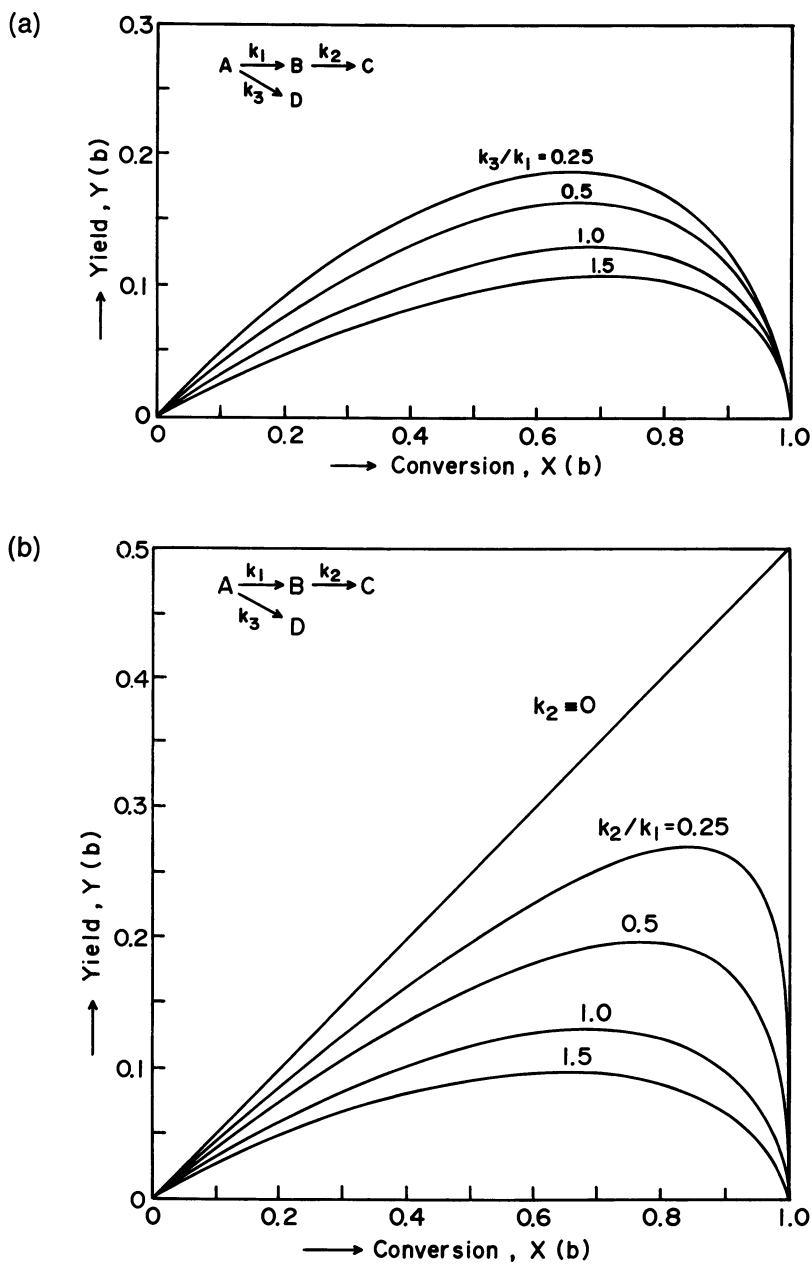 (a)
0.3
A k₁→ B k₂→ C
k₃ D
k₃/k₁ = 0.25
0.2
0.5
1.0
1.5
0.1
0
→ Yield, Y (b)
0 0.2 0.4 0.6 0.8 1.0
→ Conversion, X (b)
(b)
0.5
A k₁→ B k₂→ C
k₃ D
0.4
k₂ ≡ 0
0.3
k₂/k₁ = 0.25
0.5
0.2
1.0
1.5
0.1
0
→ Yield, Y (b)
0 0.2 0.4 0.6 0.8 1.0
→ Conversion, X (b)